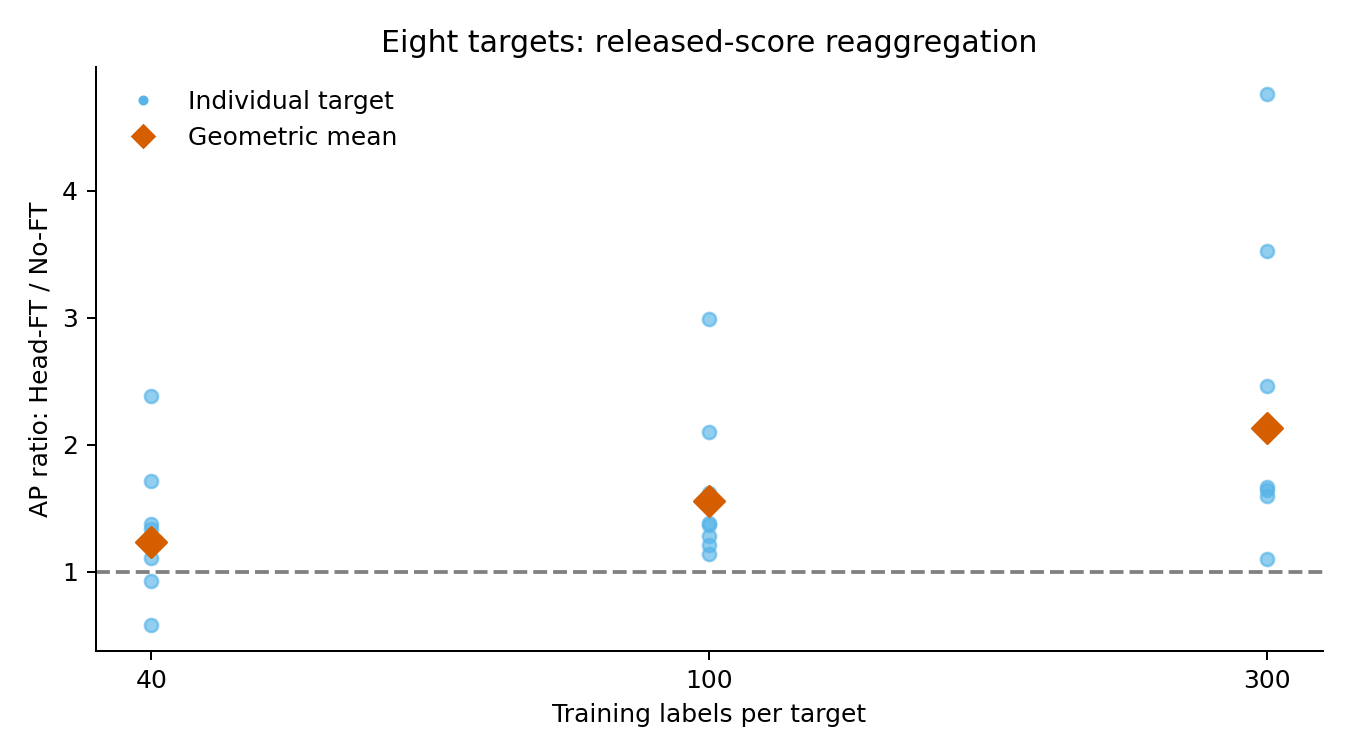 Eight targets: released-score reaggregation
Individual target
Geometric mean
AP ratio: Head-FT / No-FT
4
3
2
1
40 100 300
Training labels per target